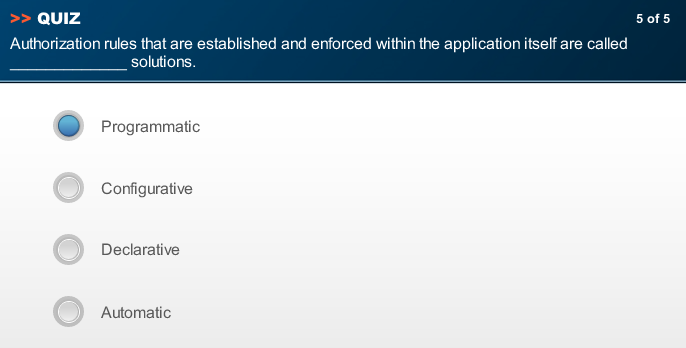 >> QUIZ
5 of 5
Authorization rules that are established and enforced within the application itself are called
______________ solutions.
Programmatic
Configurative
Declarative
Automatic